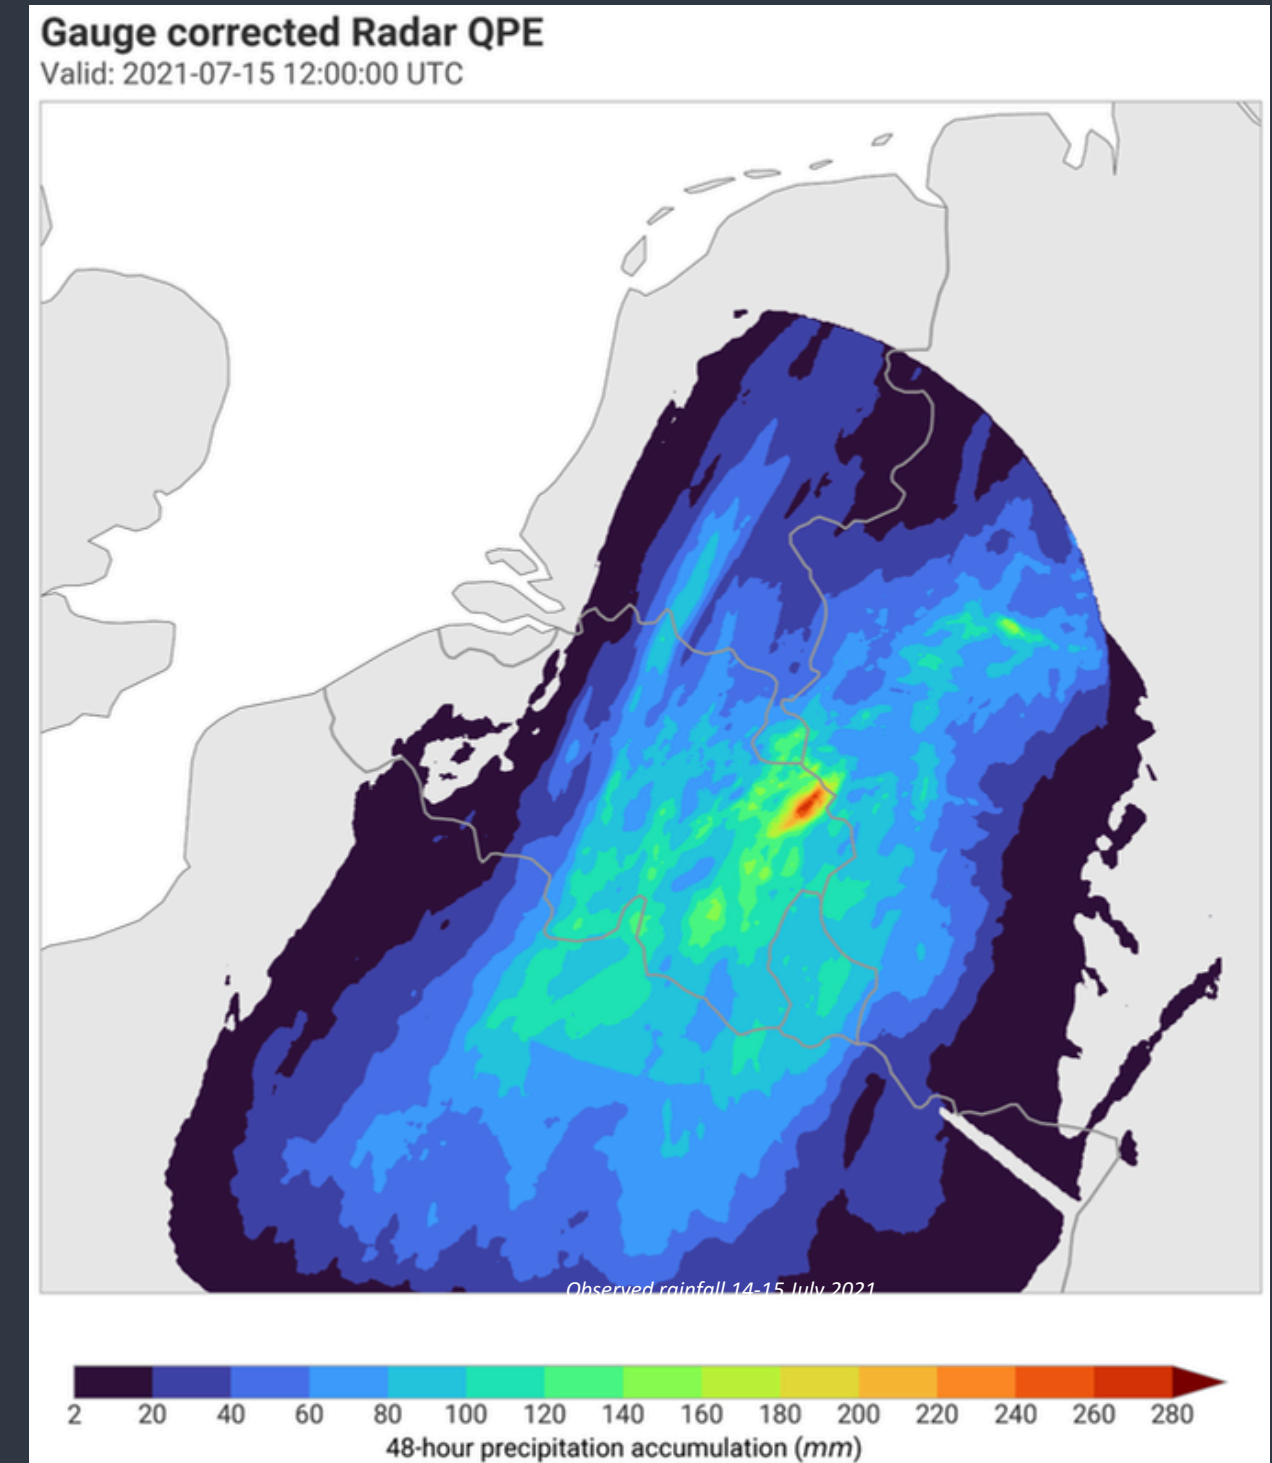 Gauge corrected Radar QPE
Valid: 2021-07-15 12:00:00 UTC
Observed rainfall 14-15 July 2021
2 20 40 60 80 100 120 140 160 180 200 220 240 260 280
48-hour precipitation accumulation (mm)